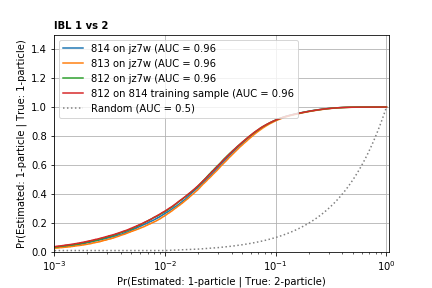 IBL 1 vs 2
Pr(Estimated: 1-particle | True: 1-particle)
1.4
1.2
1.0
0.8
0.6
0.4
0.2
0.0
814 on jz7w (AUC = 0.96
813 on jz7w (AUC = 0.96
812 on jz7w (AUC = 0.96
812 on 814 training sample (AUC = 0.96
Random (AUC = 0.5)
10⁻³ 10⁻² 10⁻¹ 10⁰
Pr(Estimated: 1-particle | True: 2-particle)